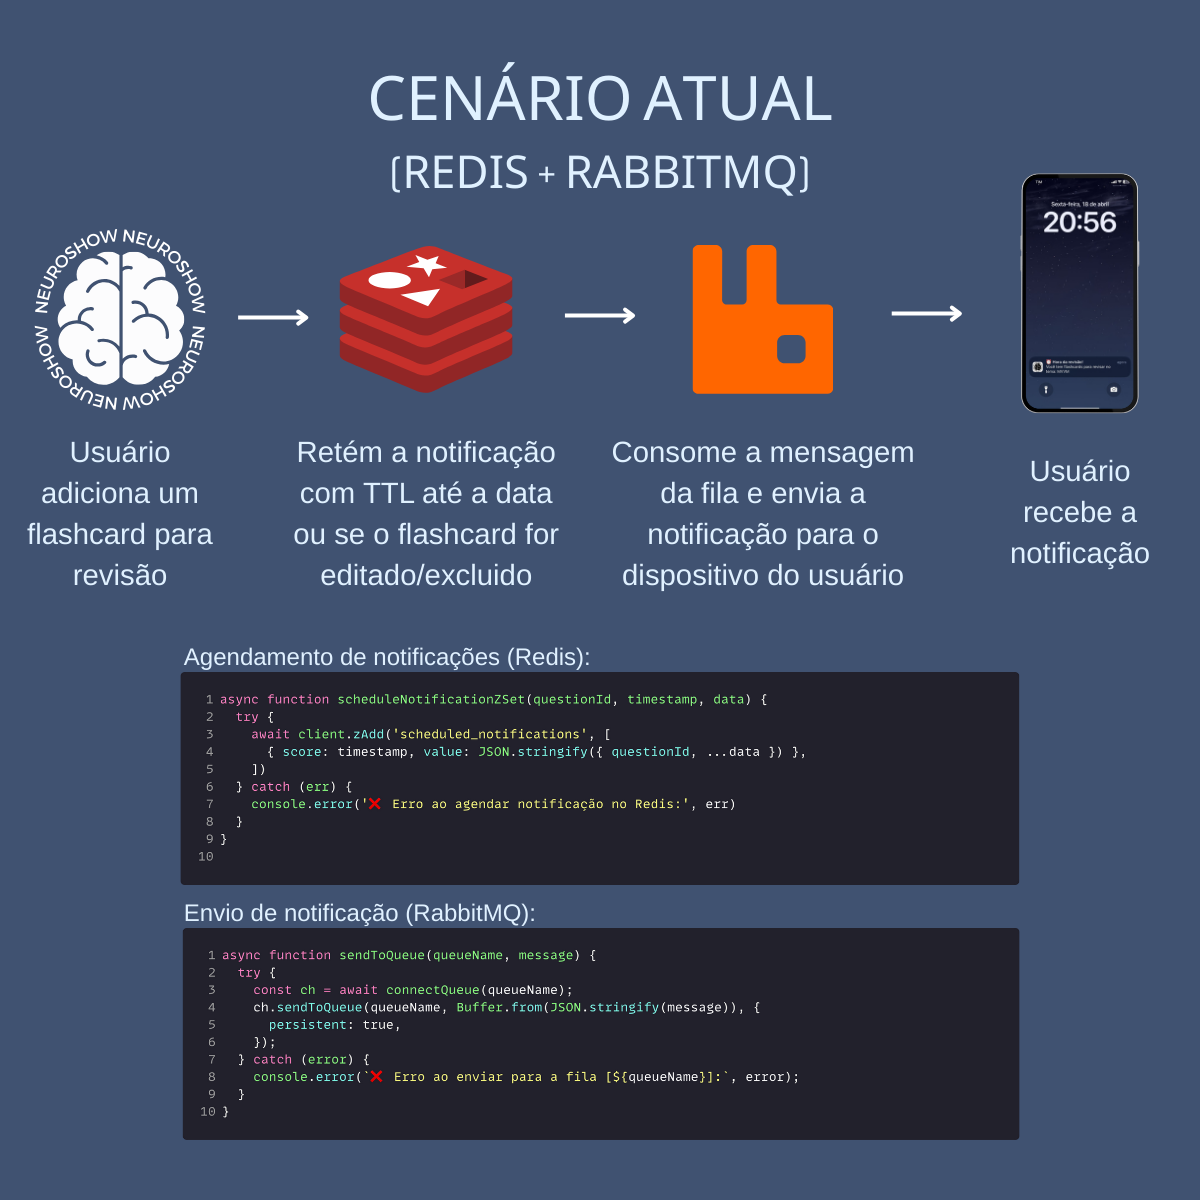 CENÁRIO ATUAL
(REDIS + RABBITMQ)
NEUROSHOW NEUROSHOW NEUROSHOW NEUROSHOW
Sexta-feira, 18 de abril
20:56
Hora da revisão!
Usuário
adiciona um
flashcard para
revisão
Retém a notificação
com TTL até a data
ou se o flashcard for
editado/excluido
Consome a mensagem
da fila e envia a
notificação para o
dispositivo do usuário
Usuário
recebe a
notificação
Agendamento de notificações (Redis):
1 async function scheduleNotificationZSet(questionId, timestamp, data) {
2   try {
3     await client.zAdd('scheduled_notifications', [
4       { score: timestamp, value: JSON.stringify({ questionId, ...data }) },
5     ])
6   } catch (err) {
7     console.error('❌ Erro ao agendar notificação no Redis:', err)
8   }
9 }
10
Envio de notificação (RabbitMQ):
1 async function sendToQueue(queueName, message) {
2   try {
3     const ch = await connectQueue(queueName);
4     ch.sendToQueue(queueName, Buffer.from(JSON.stringify(message)), {
5       persistent: true,
6     });
7   } catch (error) {
8     console.error(`❌ Erro ao enviar para a fila [${queueName}]:`, error);
9   }
10 }